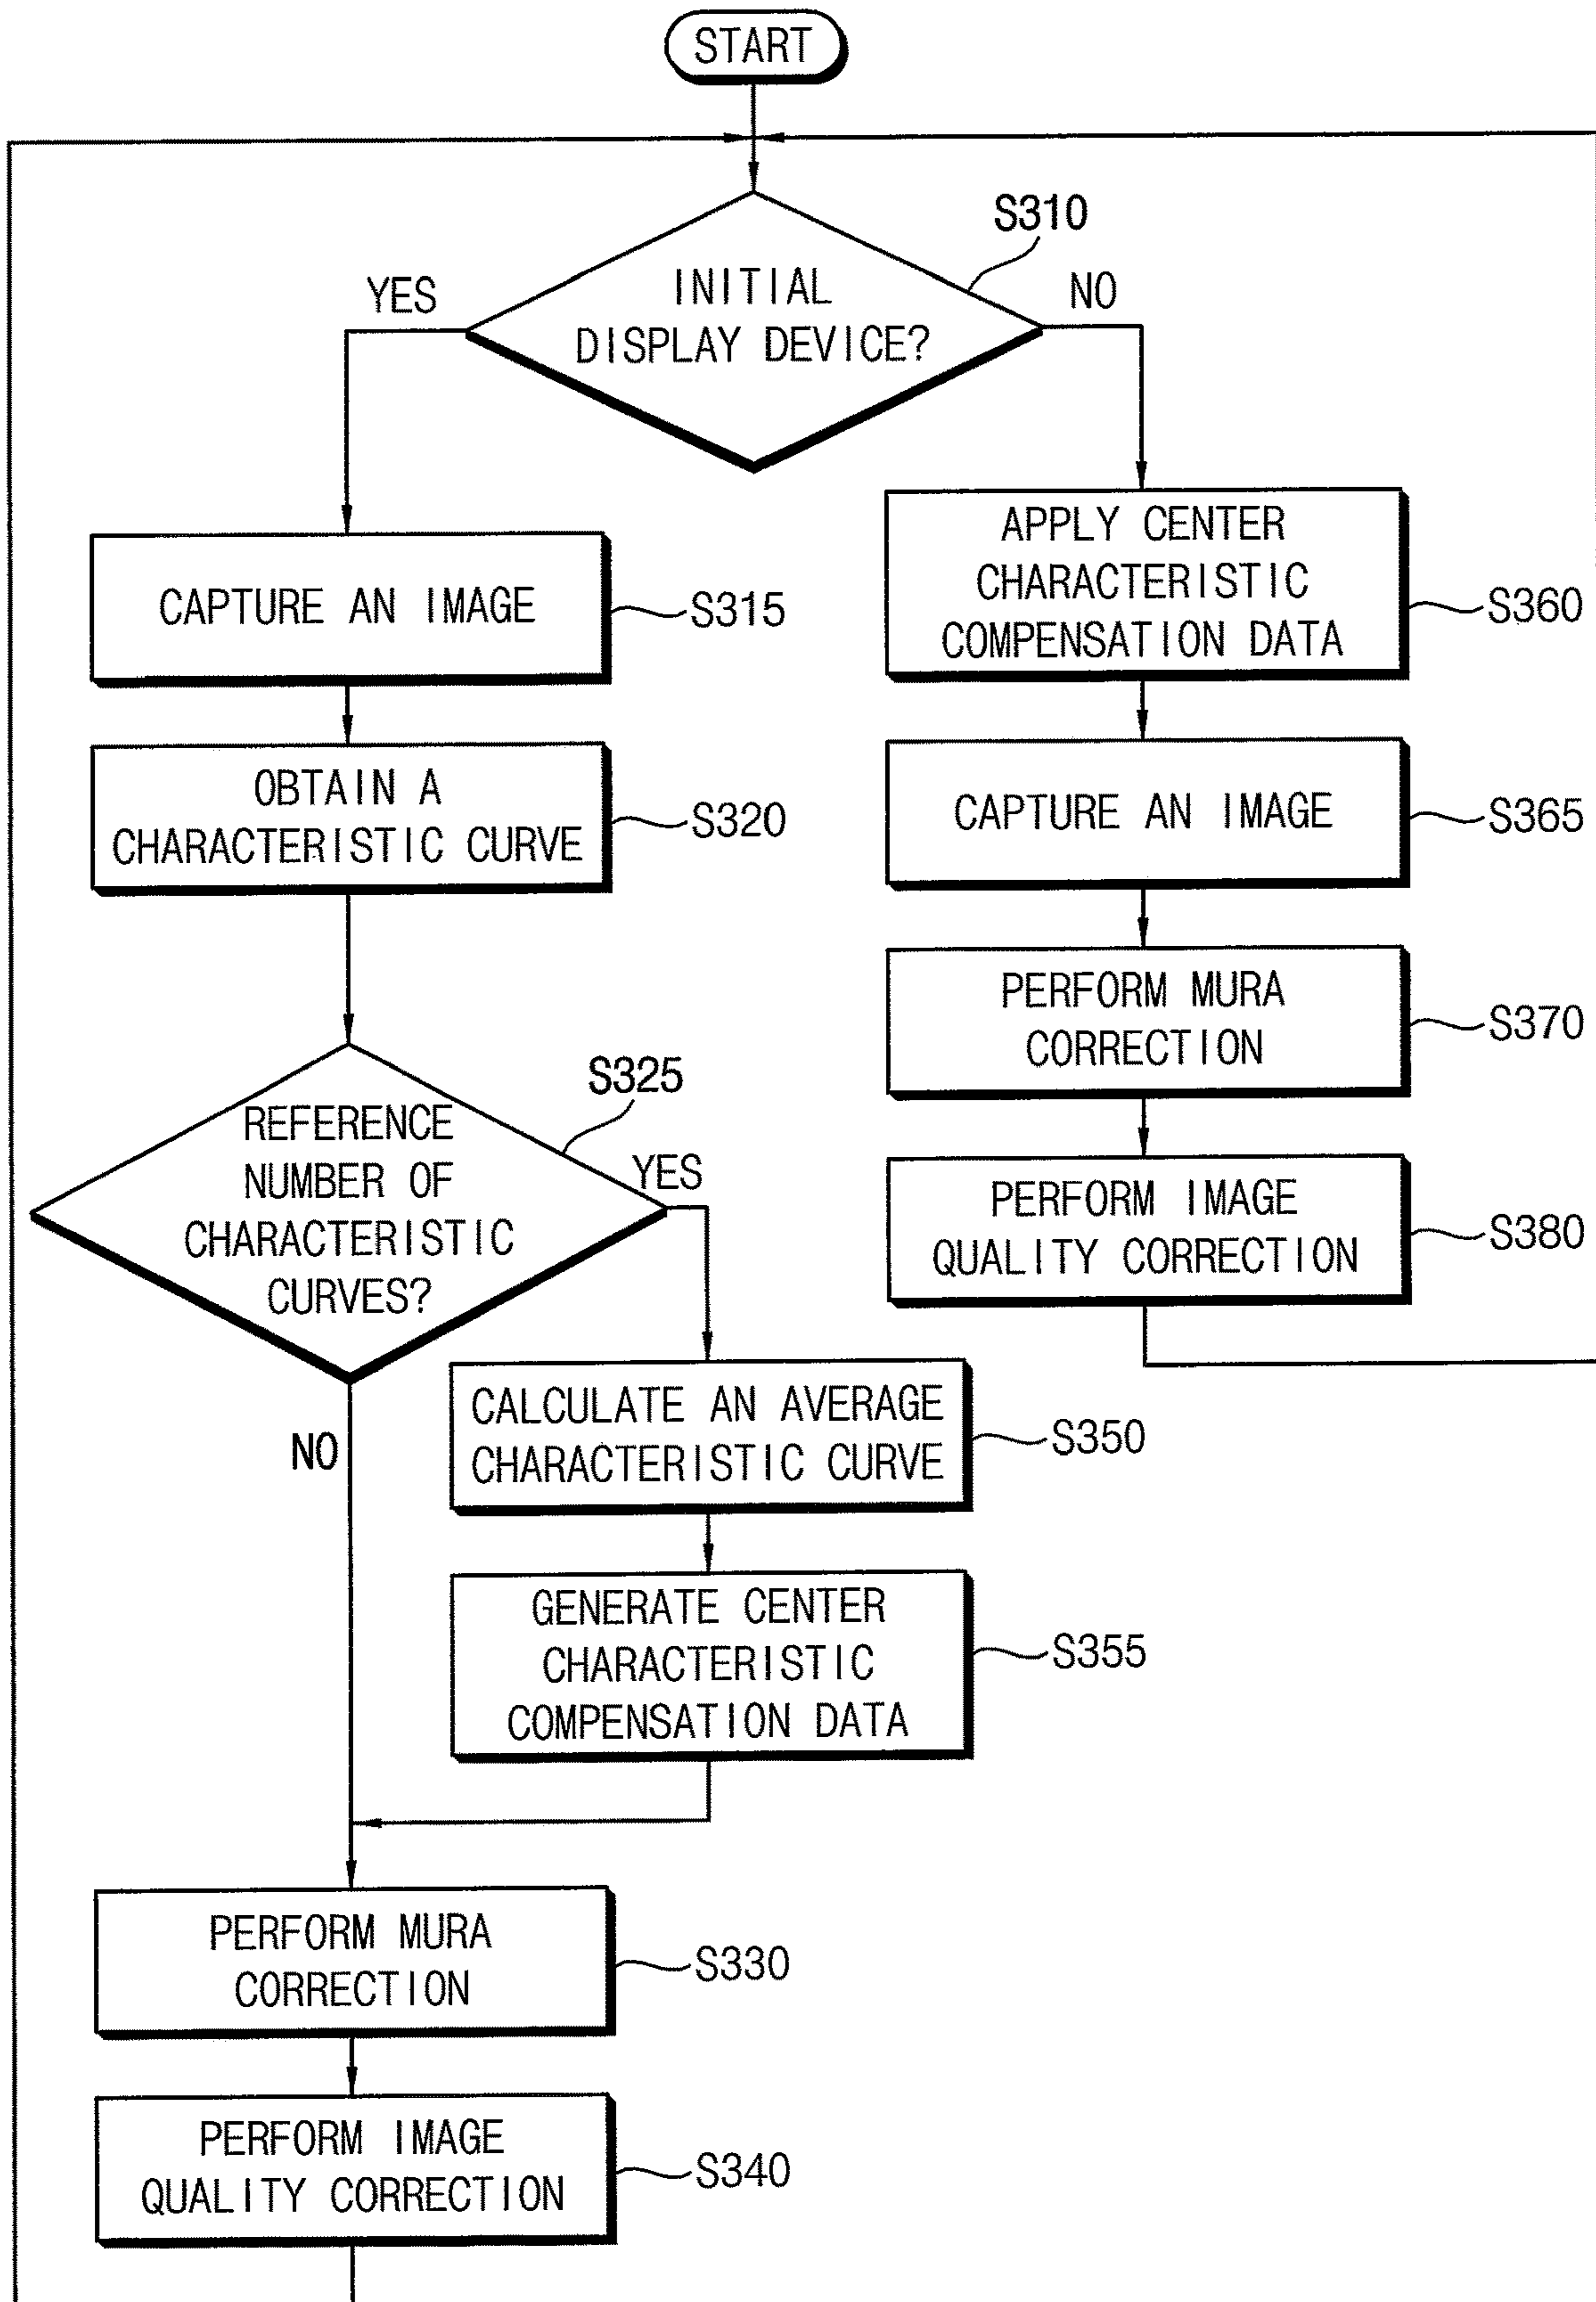 START
S310
YES
INITIAL
DISPLAY DEVICE?
NO
CAPTURE AN IMAGE
S315
OBTAIN A
CHARACTERISTIC CURVE
S320
REFERENCE
NUMBER OF
CHARACTERISTIC
CURVES?
S325
YES
NO
CALCULATE AN AVERAGE
CHARACTERISTIC CURVE
S350
GENERATE CENTER
CHARACTERISTIC
COMPENSATION DATA
S355
PERFORM MURA
CORRECTION
S330
PERFORM IMAGE
QUALITY CORRECTION
S340
APPLY CENTER
CHARACTERISTIC
COMPENSATION DATA
S360
CAPTURE AN IMAGE
S365
PERFORM MURA
CORRECTION
S370
PERFORM IMAGE
QUALITY CORRECTION
S380